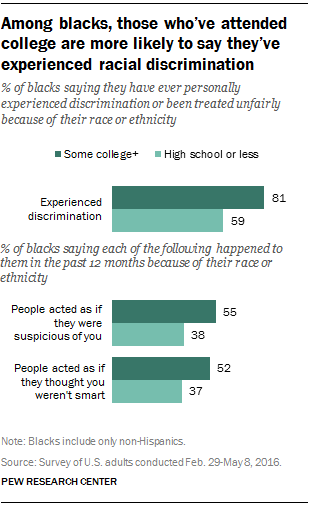 Among blacks, those who've attended
college are more likely to say they've
experienced racial discrimination
% of blacks saying they have ever personally
experienced discrimination or been treated unfairly
because of their race or ethnicity
Some college+ High school or less
Experienced
discrimination
81
59
% of blacks saying each of the following happened to
them in the past 12 months because of their race or
ethnicity
People acted as if
they were
suspicious of you
55
38
People acted as if
they thought you
weren't smart
52
37
Note: Blacks include only non-Hispanics.
Source: Survey of U.S. adults conducted Feb. 29-May 8, 2016.
PEW RESEARCH CENTER